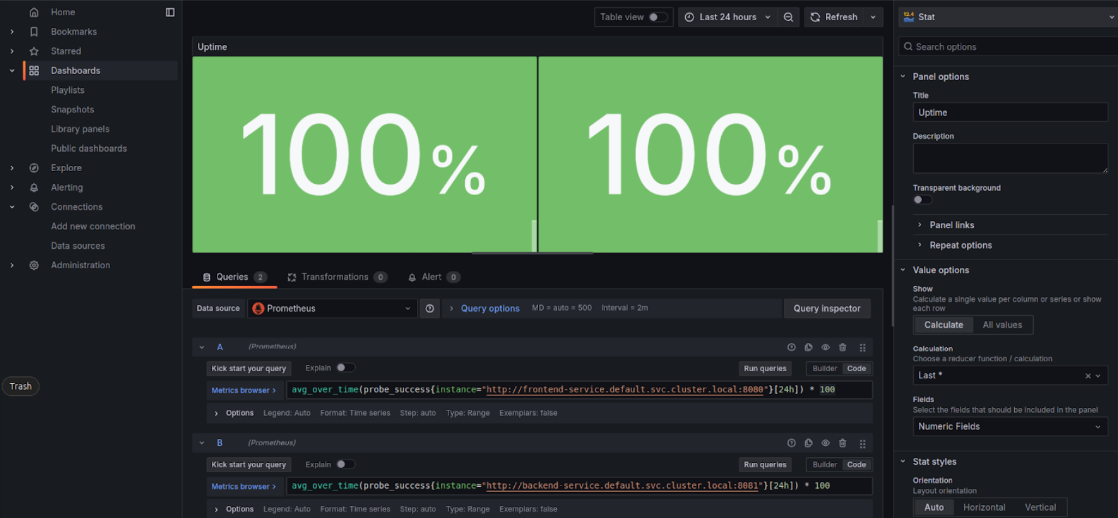 Home
Bookmarks
Starred
Dashboards
Playlists
Snapshots
Library panels
Public dashboards
Explore
Alerting
Connections
Add new connection
Data sources
Administration
Trash
Table view
Last 24 hours
Refresh
Uptime
100%
100%
Queries 2
Transformations 0
Alert 0
Data source
Prometheus
Query options
MD = auto = 500
Interval = 2m
Query inspector
A (Prometheus)
Kick start your query
Explain
Run queries
Builder
Code
Metrics browser >
avg_over_time(probe_success{instance="http://frontend-service.default.svc.cluster.local:8080"}[24h]) * 100
Options Legend: Auto Format: Time series Step: auto Type: Range Exemplars: false
B (Prometheus)
Kick start your query
Explain
Run queries
Builder
Code
Metrics browser >
avg_over_time(probe_success{instance="http://backend-service.default.svc.cluster.local:8081"}[24h]) * 100
Options Legend: Auto Format: Time series Step: auto Type: Range Exemplars: false
Stat
Search options
Panel options
Title
Uptime
Description
Transparent background
Panel links
Repeat options
Value options
Show
Calculate a single value per column or series or show
each row
Calculate
All values
Calculation
Choose a reducer function / calculation
Last *
Fields
Select the fields that should be included in the panel
Numeric Fields
Stat styles
Orientation
Layout orientation
Auto
Horizontal
Vertical